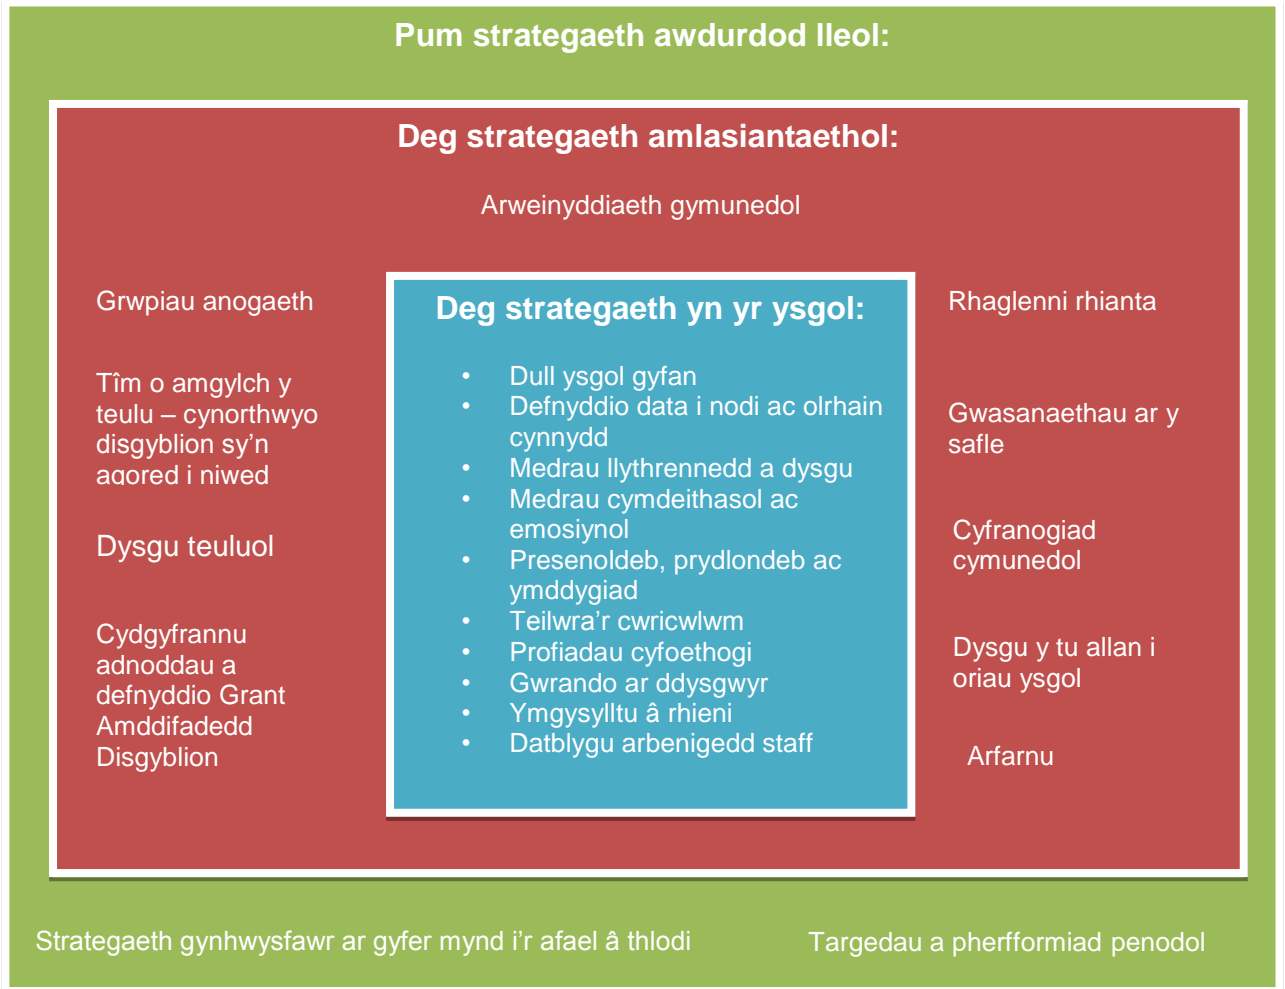 Pum strategaeth awdurdod lleol:
Deg strategaeth amlasiantaethol:
Arweinyddiaeth gymunedol
Grwpiau anogaeth
Tîm o amgylch y
teulu – cynorthwyo
disgyblion sy'n
agored i niwed
Dysgu teuluol
Cydgyfrannu
adnoddau a
defnyddio Grant
Amddifadedd
Disgyblion
Deg strategaeth yn yr ysgol:
• Dull ysgol gyfan
• Defnyddio data i nodi ac olrhain
cynnydd
• Medrau llythrennedd a dysgu
• Medrau cymdeithasol ac
emosiynol
• Presenoldeb, prydlondeb ac
ymddygiad
• Teilwra'r cwricwlwm
• Profiadau cyfoethogi
• Gwrando ar ddysgwyr
• Ymgysylltu â rhieni
• Datblygu arbenigedd staff
Rhaglenni rhianta
Gwasanaethau ar y
safle
Cyfranogiad
cymunedol
Dysgu y tu allan i
oriau ysgol
Arfarnu
Strategaeth gynhwysfawr ar gyfer mynd i'r afael â thlodi
Targedau a pherfformiad penodol